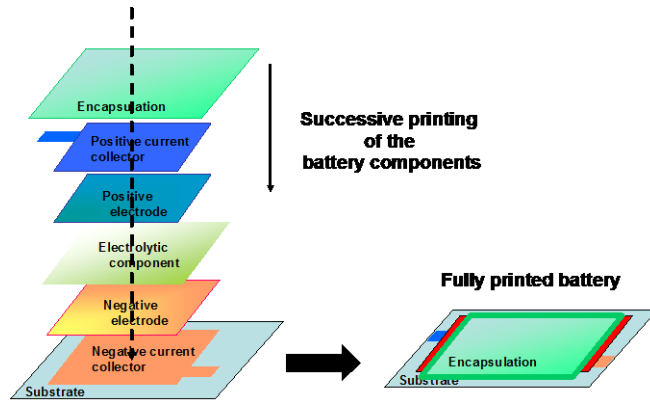 Encapsulation
Positive current
collector
Positive
electrode
Electrolytic
component
Negative
electrode
Negative current
collector
Substrate
Successive printing
of the
battery components
Fully printed battery
Encapsulation
Substrate